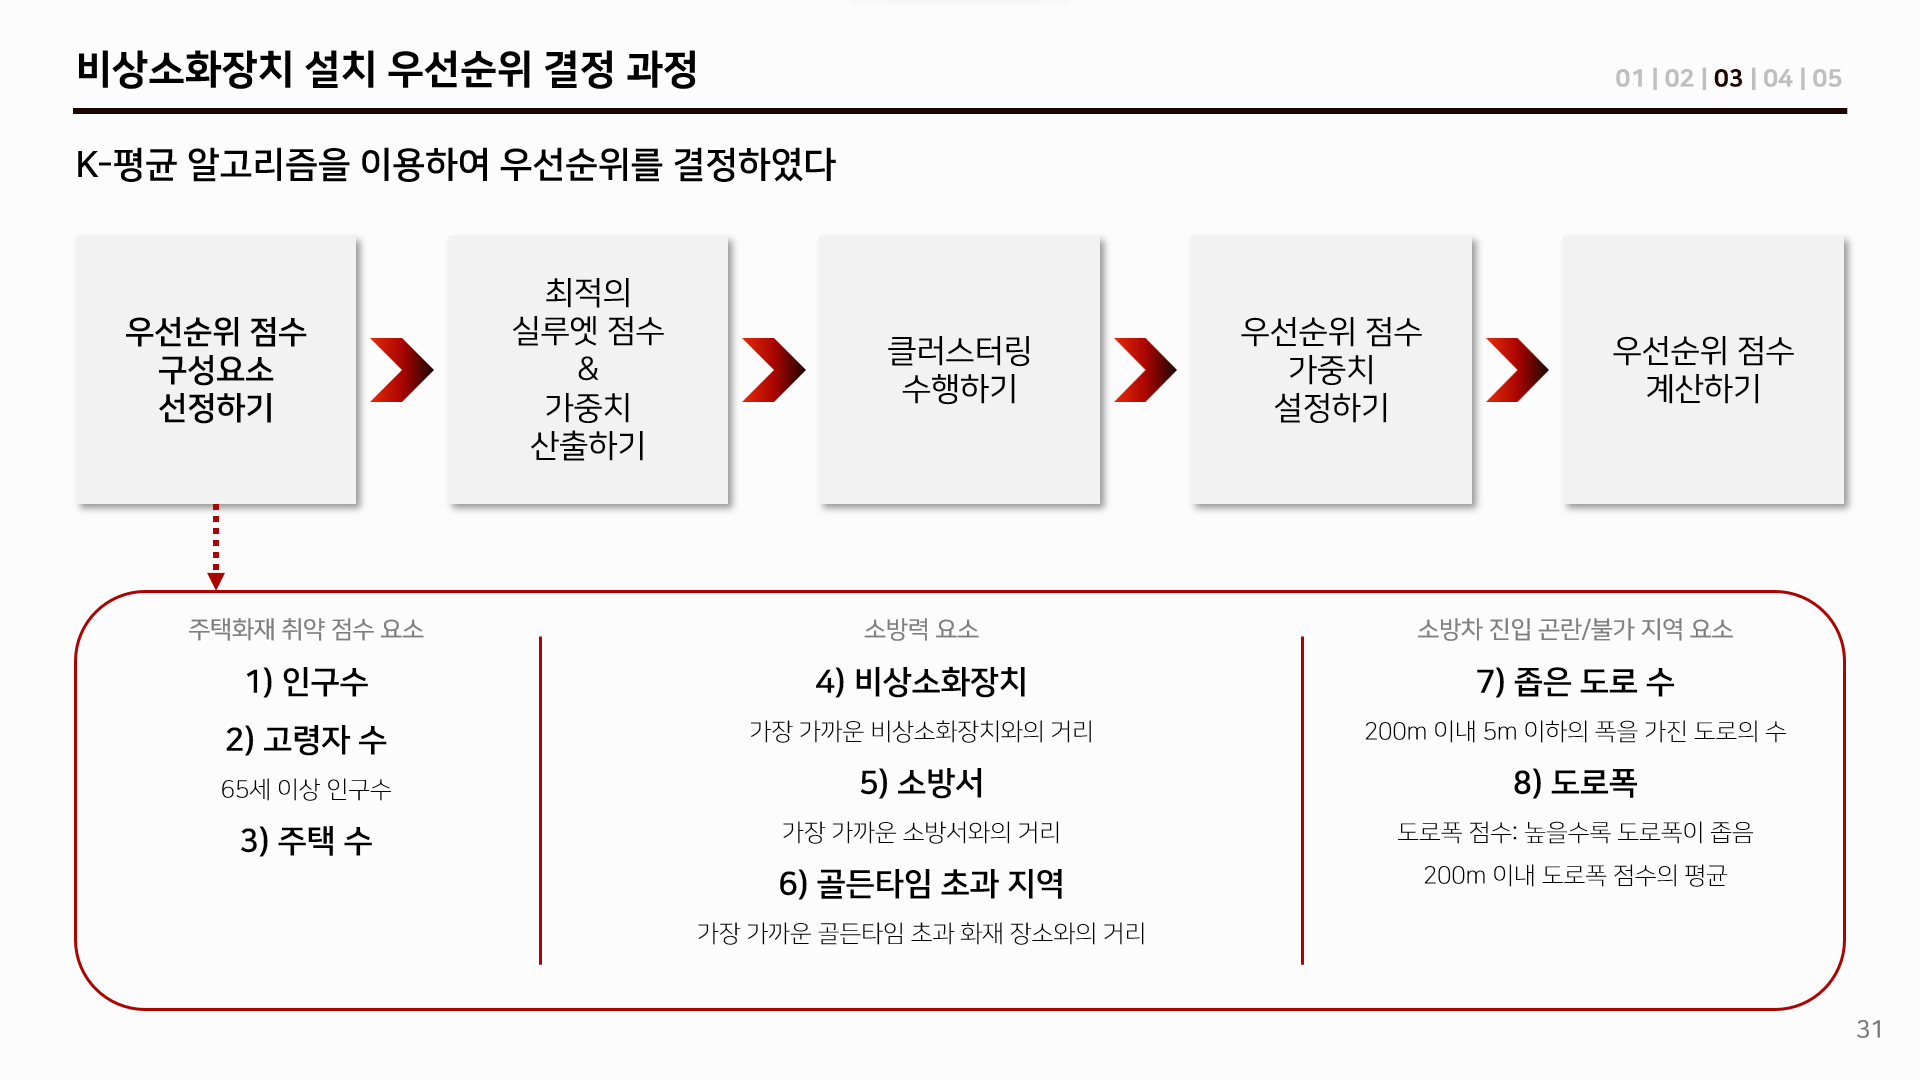 비상소화장치 설치 우선순위 결정 과정
01 | 02 | 03 | 04 | 05
K-평균 알고리즘을 이용하여 우선순위를 결정하였다
우선순위 점수
구성요소
선정하기
최적의
실루엣 점수
&
가중치
산출하기
클러스터링
수행하기
우선순위 점수
가중치
설정하기
우선순위 점수
계산하기
주택화재 취약 점수 요소
1) 인구수
2) 고령자 수
65세 이상 인구수
3) 주택 수
소방력 요소
4) 비상소화장치
가장 가까운 비상소화장치와의 거리
5) 소방서
가장 가까운 소방서와의 거리
6) 골든타임 초과 지역
가장 가까운 골든타임 초과 화재 장소와의 거리
소방차 진입 곤란/불가 지역 요소
7) 좁은 도로 수
200m 이내 5m 이하의 폭을 가진 도로의 수
8) 도로폭
도로폭 점수: 높을수록 도로폭이 좁음
200m 이내 도로폭 점수의 평균
31